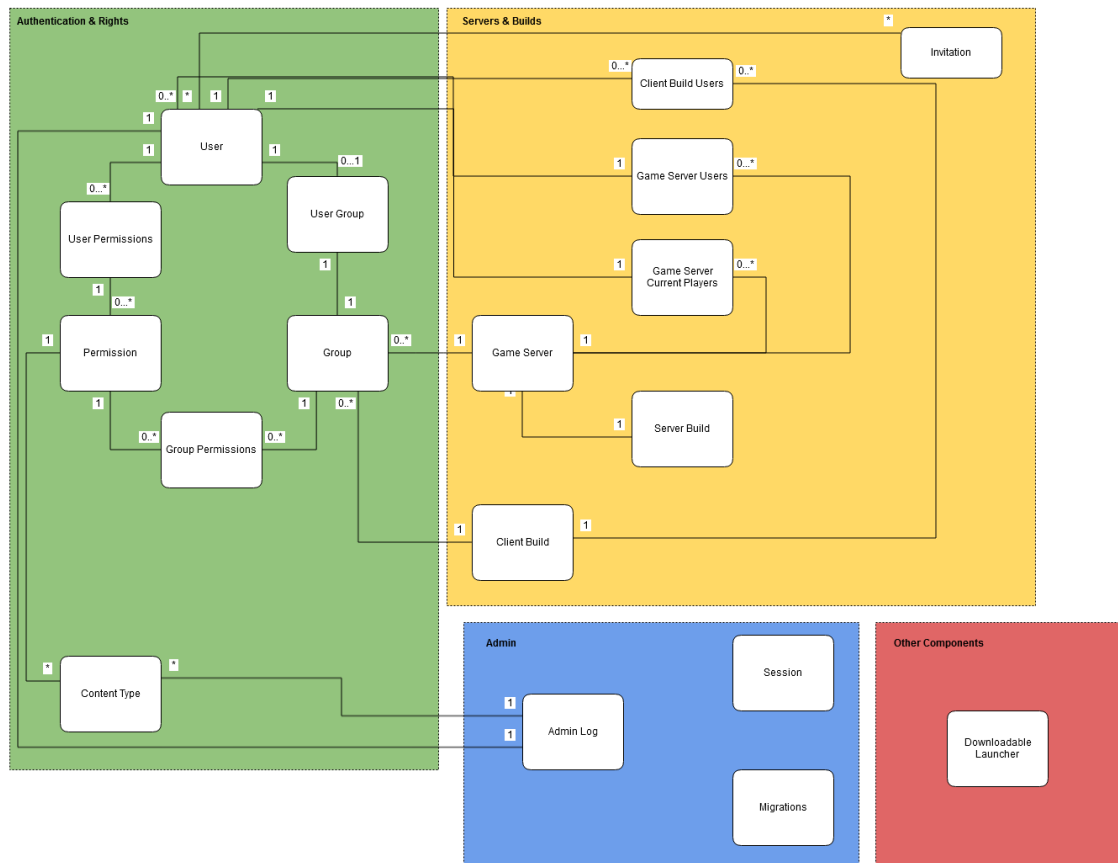 Authentication & Rights
Servers & Builds
*
Invitation
0...*
0..*
Client Build Users
0..*
*
1
1
1
User
1
1
0...1
0...*
1
0...*
Game Server Users
User Permissions
User Group
1
1
0...*
Game Server
Current Players
1
0...*
1
1
Permission
Group
0..*
1
Game Server
1
1
1
0..*
0..*
Group Permissions
0..*
1
Server Build
1
Client Build
1
*
Content Type
*
1
1
Admin Log
Admin
Session
Migrations
Other Components
Downloadable
Launcher